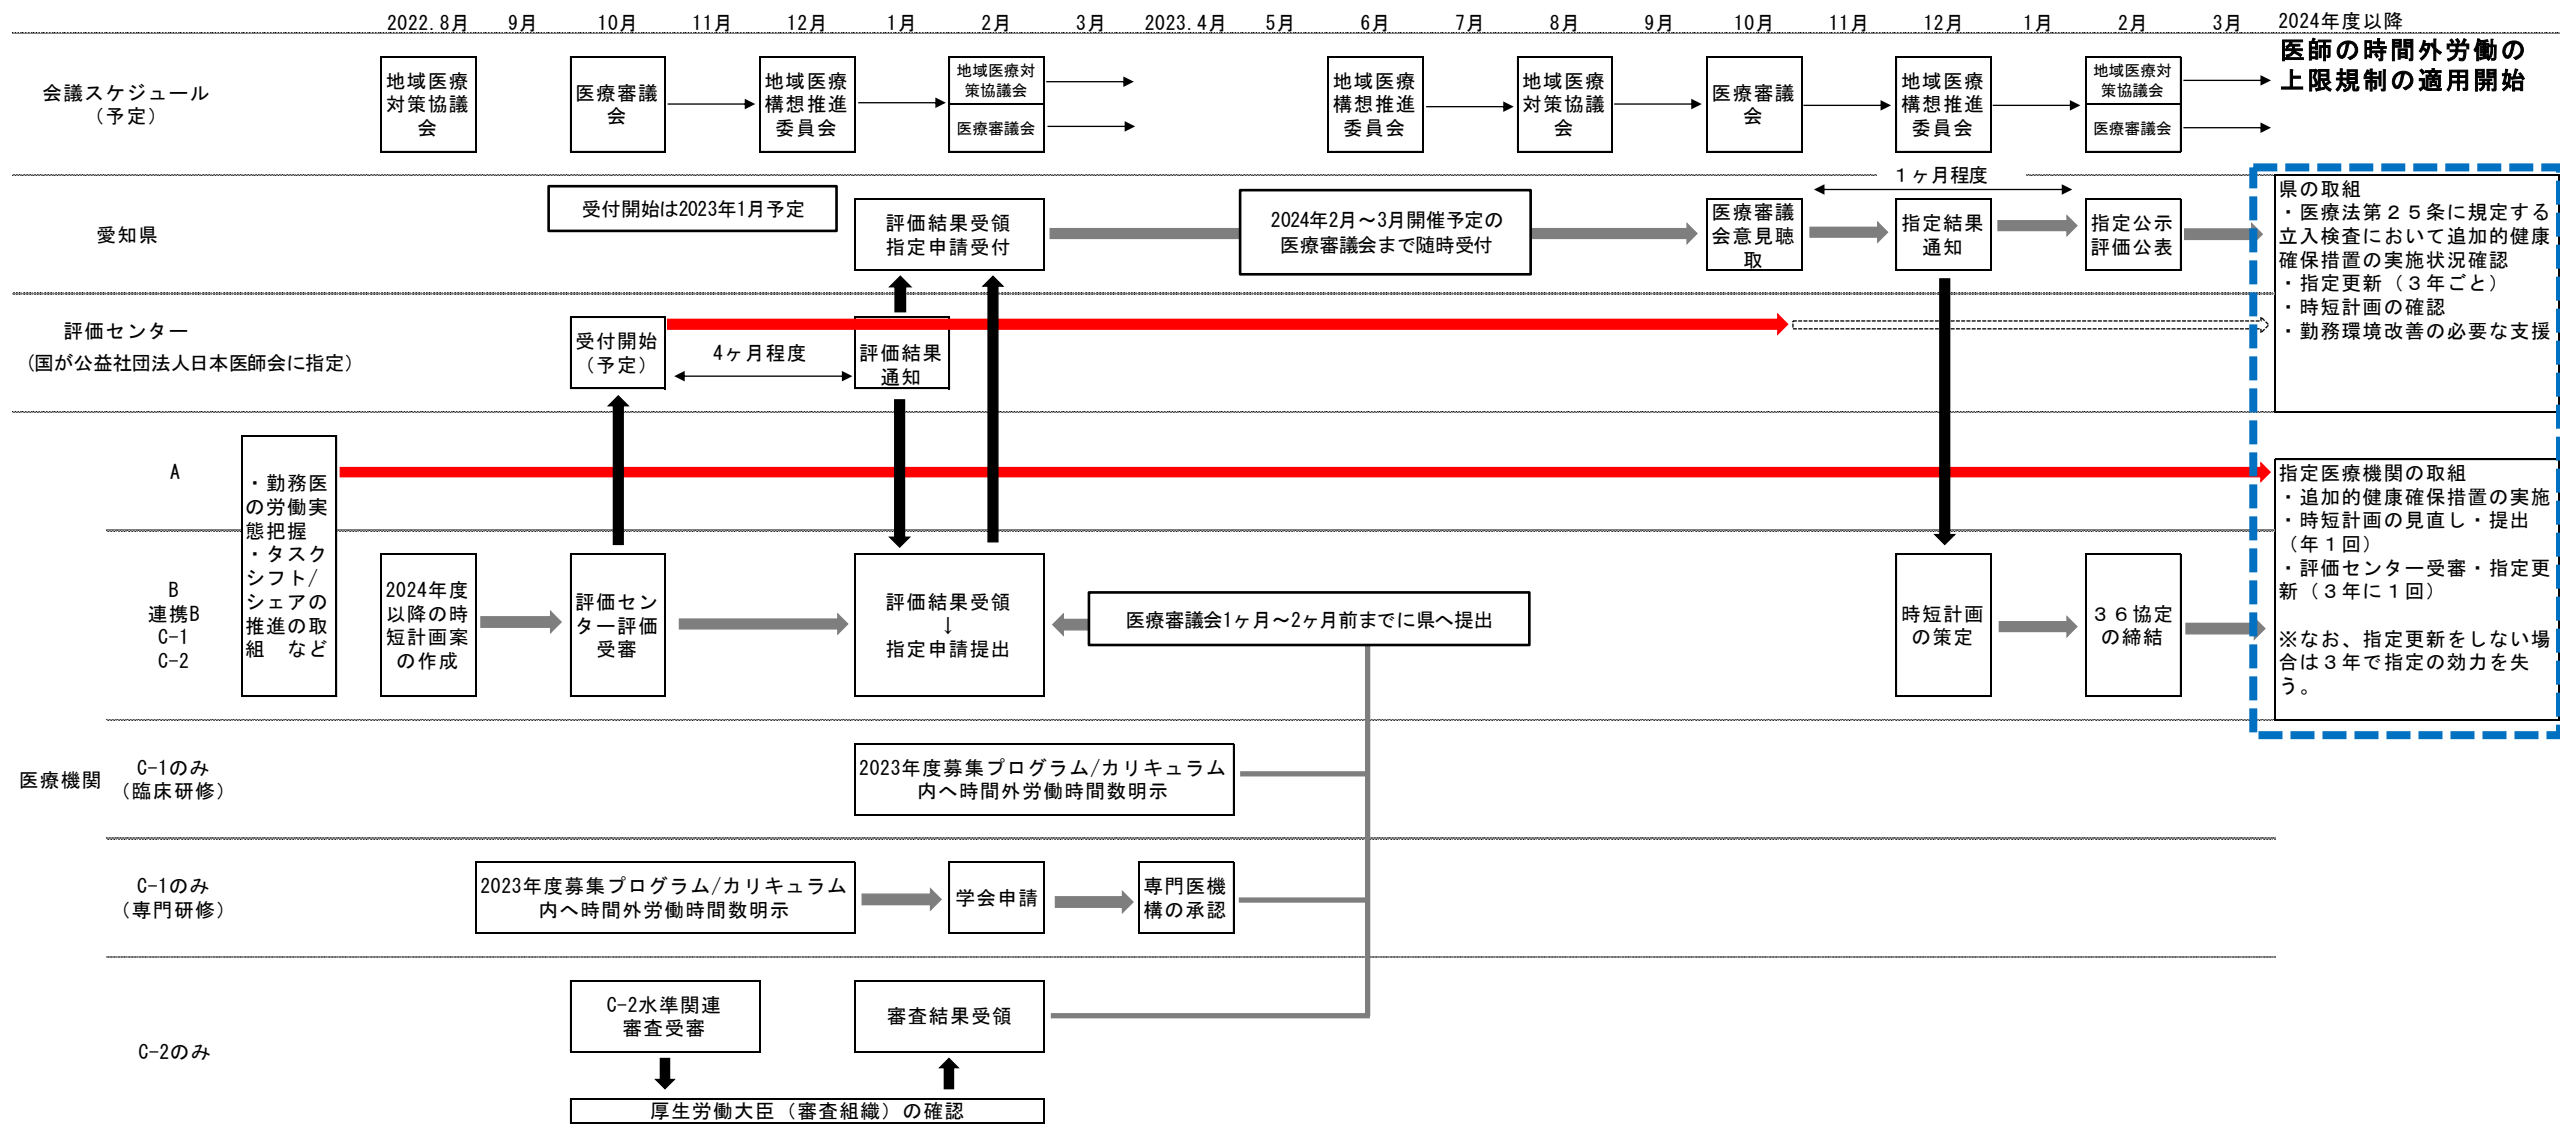 2022.8月 9月 10月 11月 12月 1月 2月 3月 2023.4月 5月 6月 7月 8月 9月 10月 11月 12月 1月 2月 3月 2024年度以降
医師の時間外労働の
上限規制の適用開始
会議スケジュール
（予定）
地域医療
対策協議
会
医療審議
会
地域医療
構想推進
委員会
地域医療対
策協議会
医療審議会
地域医療
構想推進
委員会
地域医療
対策協議
会
医療審議
会
地域医療
構想推進
委員会
地域医療対
策協議会
医療審議会
愛知県
受付開始は2023年1月予定
評価結果受領
指定申請受付
2024年2月～3月開催予定の
医療審議会まで随時受付
医療審議
会意見聴
取
１ヶ月程度
指定結果
通知
指定公示
評価公表
県の取組
・医療法第２５条に規定する
立入検査において追加的健康
確保措置の実施状況確認
・指定更新（３年ごと）
・時短計画の確認
・勤務環境改善の必要な支援
評価センター
(国が公益社団法人日本医師会に指定)
受付開始
（予定）
4ヶ月程度
評価結果
通知
医療機関
A
・勤務医
の労働実
態把握
・タスク
シフト/
シェアの
推進の取
組　など
B
連携B
C-1
C-2
2024年度
以降の時
短計画案
の作成
評価セン
ター評価
受審
評価結果受領
↓
指定申請提出
医療審議会1ヶ月～2ヶ月前までに県へ提出
時短計画
の策定
３６協定
の締結
指定医療機関の取組
・追加的健康確保措置の実施
・時短計画の見直し・提出
（年１回）
・評価センター受審・指定更
新（３年に１回）
※なお、指定更新をしない場
合は３年で指定の効力を失
う。
C-1のみ
（臨床研修）
2023年度募集プログラム/カリキュラム
内へ時間外労働時間数明示
C-1のみ
（専門研修）
2023年度募集プログラム/カリキュラム
内へ時間外労働時間数明示
学会申請
専門医機
構の承認
C-2のみ
C-2水準関連
審査受審
審査結果受領
厚生労働大臣（審査組織）の確認